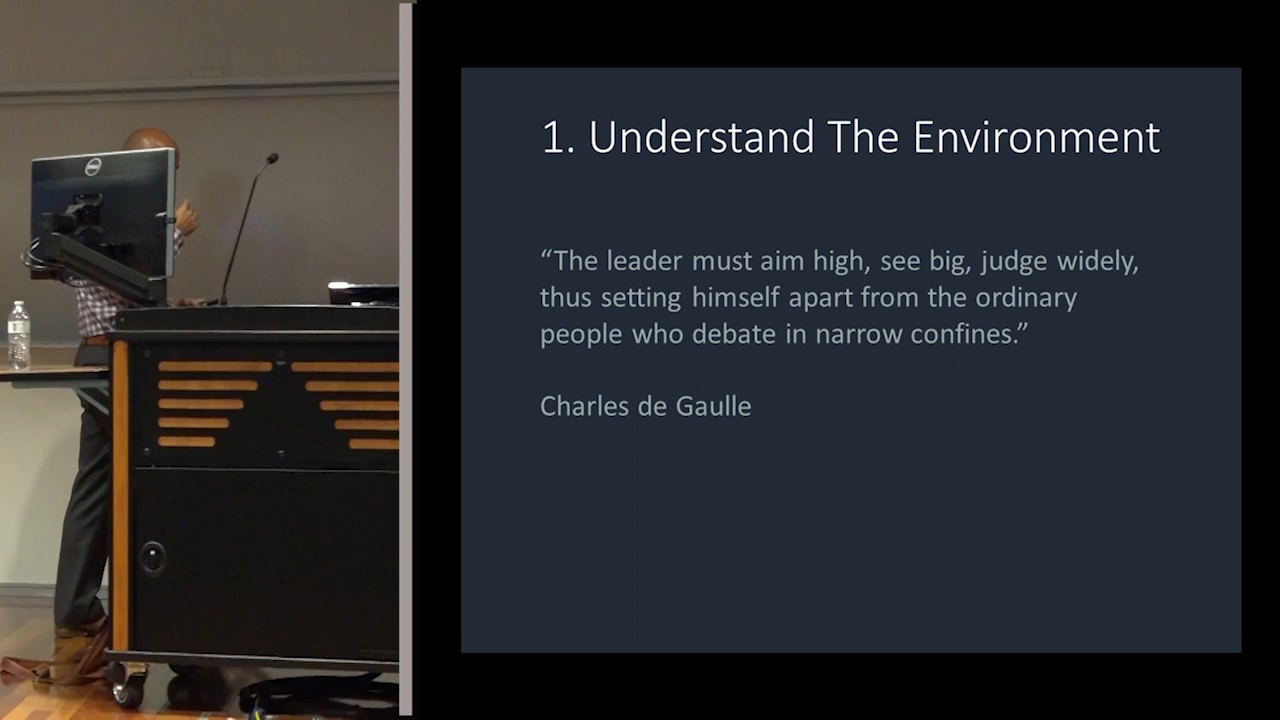 DELL
1. Understand The Environment
“The leader must aim high, see big, judge widely,
thus setting himself apart from the ordinary
people who debate in narrow confines.”
Charles de Gaulle